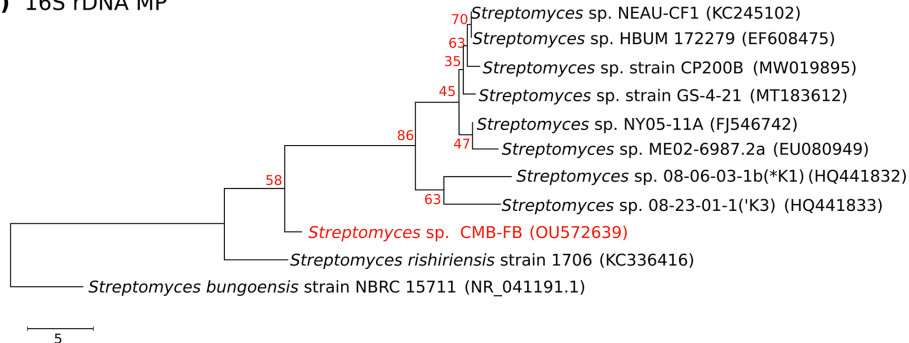 ) 16S rDNA MP
70
Streptomyces sp. NEAU-CF1 (KC245102)
63
Streptomyces sp. HBUM 172279 (EF608475)
35
Streptomyces sp. strain CP200B (MW019895)
45
Streptomyces sp. strain GS-4-21 (MT183612)
Streptomyces sp. NY05-11A (FJ546742)
86
47
Streptomyces sp. ME02-6987.2a (EU080949)
58
Streptomyces sp. 08-06-03-1b(*K1) (HQ441832)
63
Streptomyces sp. 08-23-01-1('K3) (HQ441833)
Streptomyces sp. CMB-FB (OU572639)
Streptomyces rishiriensis strain 1706 (KC336416)
Streptomyces bungoensis strain NBRC 15711 (NR_041191.1)
5